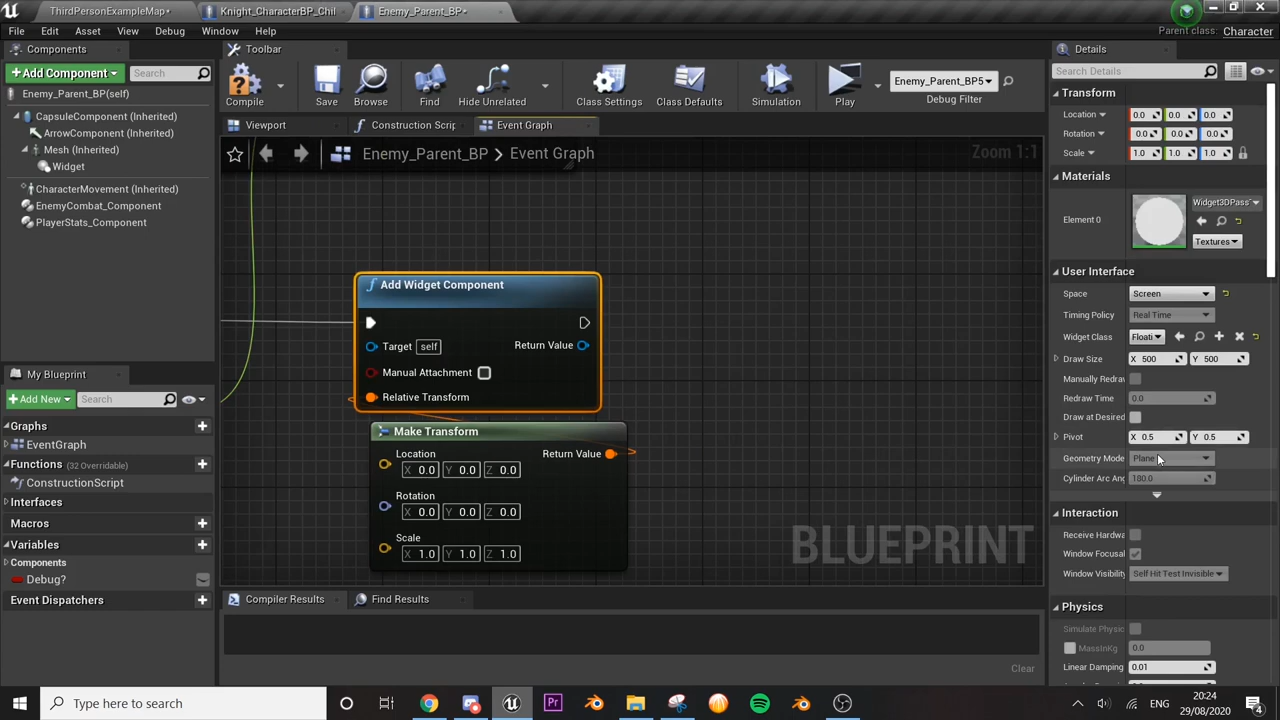 ThirdPersonExampleMap•
Knight_CharacterBP_Chil
Enemy_Parent_BP•
File Edit Asset View Debug Window Help
Parent class: Character
Components
+ Add Component
Search
Enemy_Parent_BP(self)
CapsuleComponent (Inherited)
ArrowComponent (Inherited)
Mesh (Inherited)
Widget
CharacterMovement (Inherited)
EnemyCombat_Component
PlayerStats_Component
My Blueprint
+ Add New
Search
Graphs
EventGraph
Functions (32 Overridable)
ConstructionScript
Interfaces
Macros
Variables
Components
Debug?
Event Dispatchers
Toolbar
Compile
Save
Browse
Find
Hide Unrelated
Class Settings
Class Defaults
Simulation
Play
Enemy_Parent_BP5
Debug Filter
Viewport
Construction Scrip
Event Graph
Enemy_Parent_BP > Event Graph
Zoom 1:1
f Add Widget Component
Target self
Return Value
Manual Attachment
Relative Transform
Make Transform
Location
Return Value
X 0.0 Y 0.0 Z 0.0
Rotation
X 0.0 Y 0.0 Z 0.0
Scale
X 1.0 Y 1.0 Z 1.0
BLUEPRINT
Compiler Results
Find Results
Clear
Details
Search Details
Transform
Location 0.0 0.0 0.0
Rotation 0.0 0.0 0.0
Scale 1.0 1.0 1.0
Materials
Element 0
Widget3DPass
Textures
User Interface
Space Screen
Timing Policy Real Time
Widget Class Floati
Draw Size X 500 Y 500
Manually Redrav
Redraw Time 0.0
Draw at Desired
Pivot X 0.5 Y 0.5
Geometry Mode Plane
Cylinder Arc Ang 180.0
Interaction
Receive Hardwa
Window Focusal
Window Visibility Self Hit Test Invisible
Physics
Simulate Physic
MassInKg 0.0
Linear Damping 0.01
Type here to search
Pr
ENG
20:24
29/08/2020
4